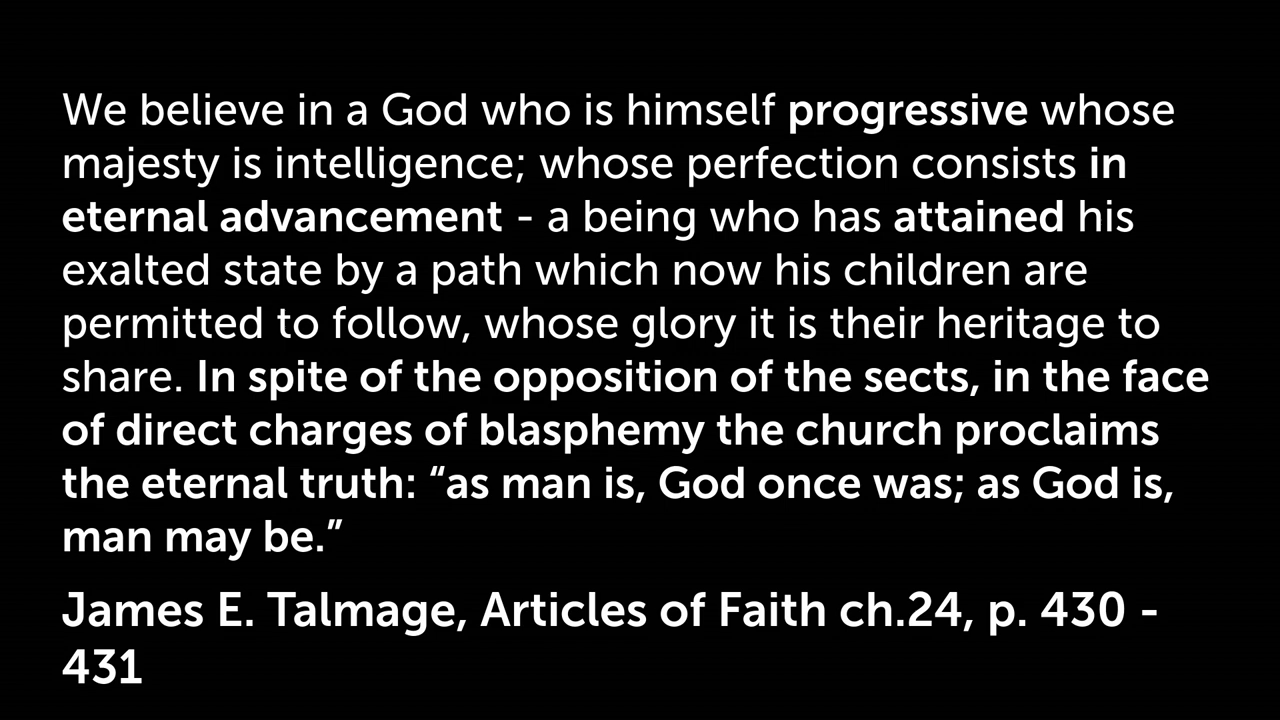 We believe in a God who is himself progressive whose
majesty is intelligence; whose perfection consists in
eternal advancement - a being who has attained his
exalted state by a path which now his children are
permitted to follow, whose glory it is their heritage to
share. In spite of the opposition of the sects, in the face
of direct charges of blasphemy the church proclaims
the eternal truth: “as man is, God once was; as God is,
man may be.”
James E. Talmage, Articles of Faith ch.24, p. 430 -
431